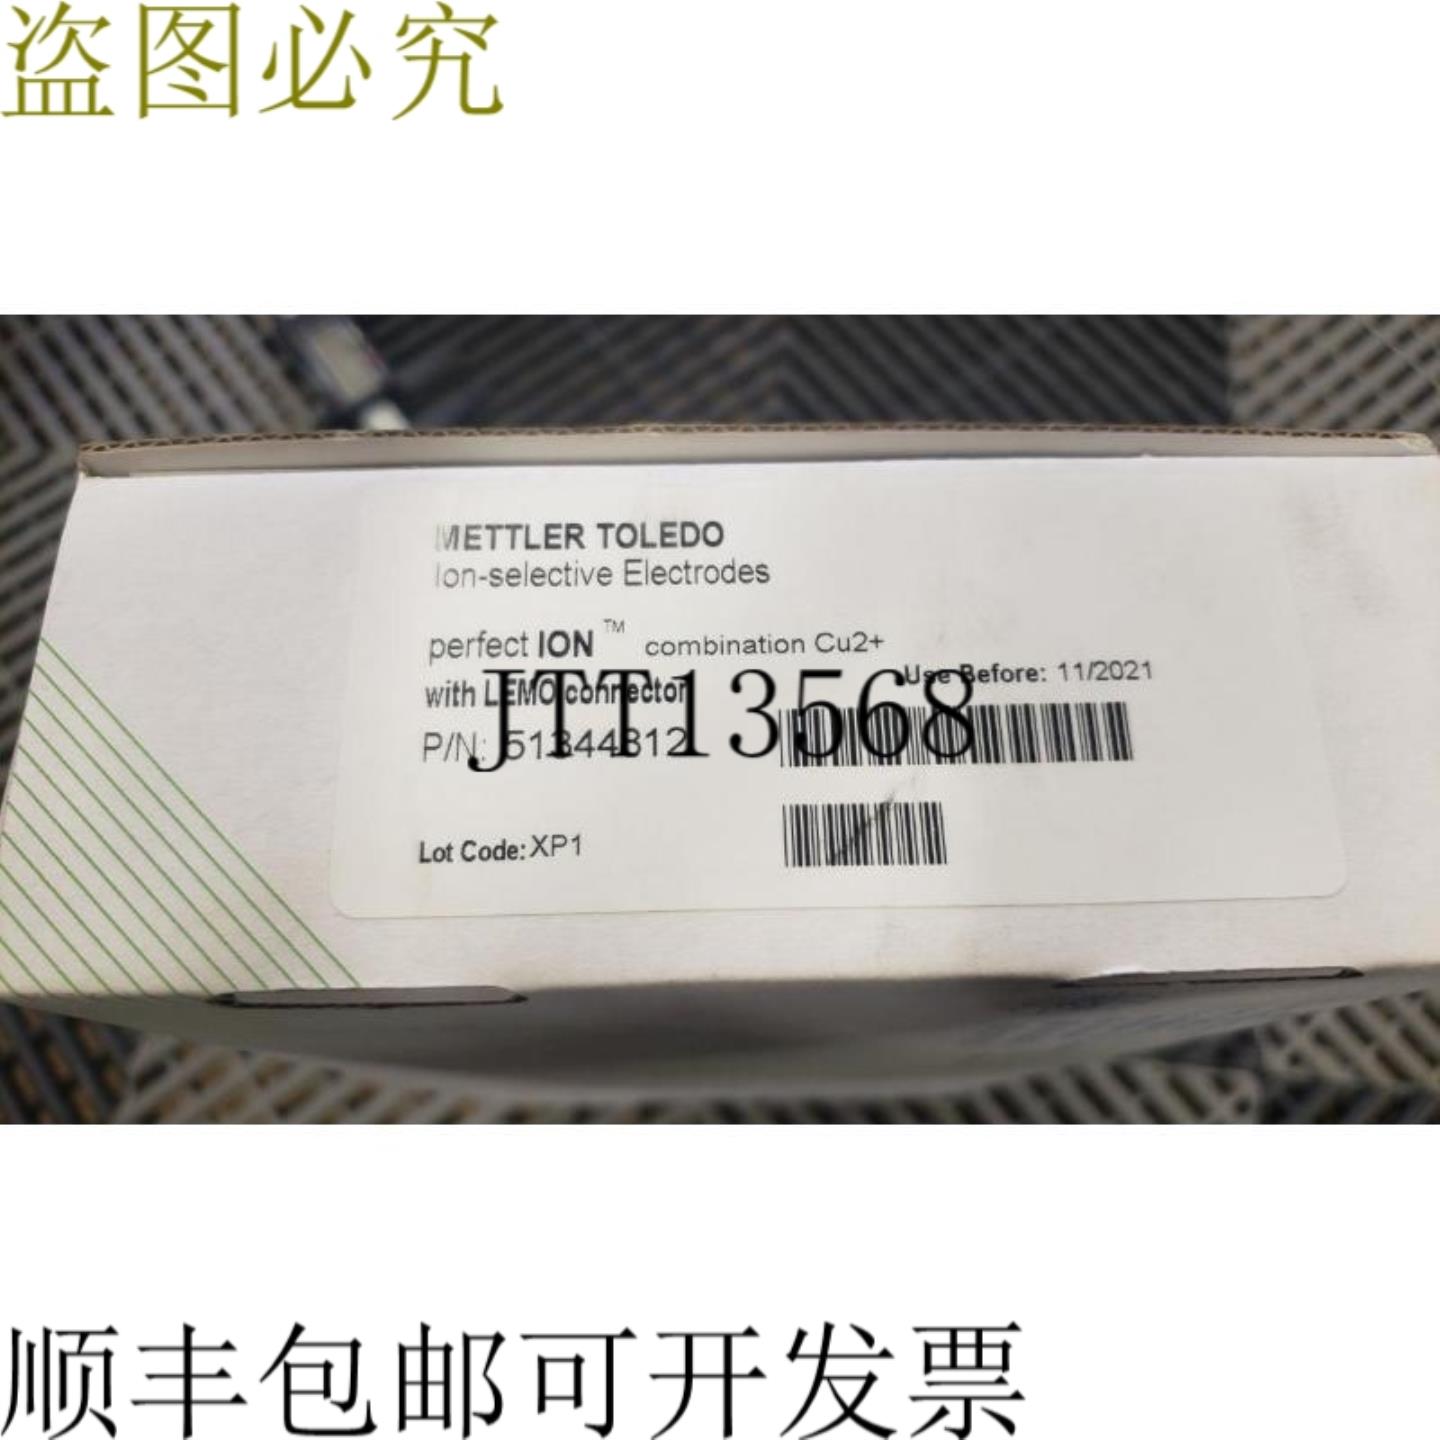 盗图必究
METTLER TOLEDO
Ion-selective Electrodes
perfect ION™ combination Cu2+
with LEMO connector
Use Before: 11/2021
JTT13568
P/N: 51344812
Lot Code: XP1
顺丰包邮可开发票